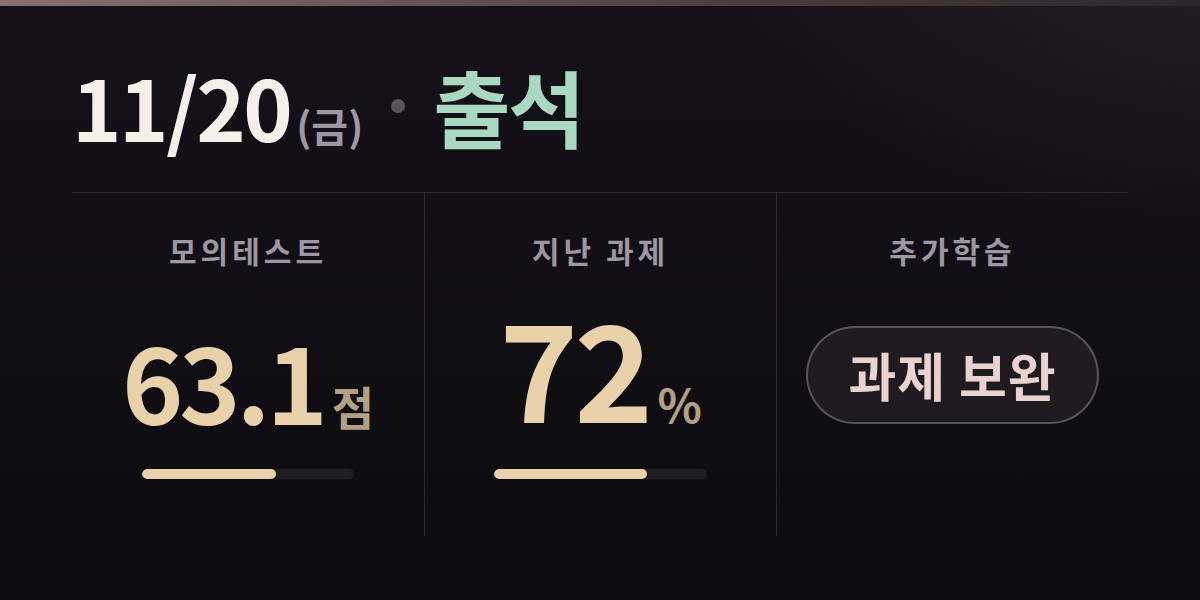 11/20 (금) • 출석
모의테스트
63.1 점
지난 과제
72 %
추가학습
과제 보완